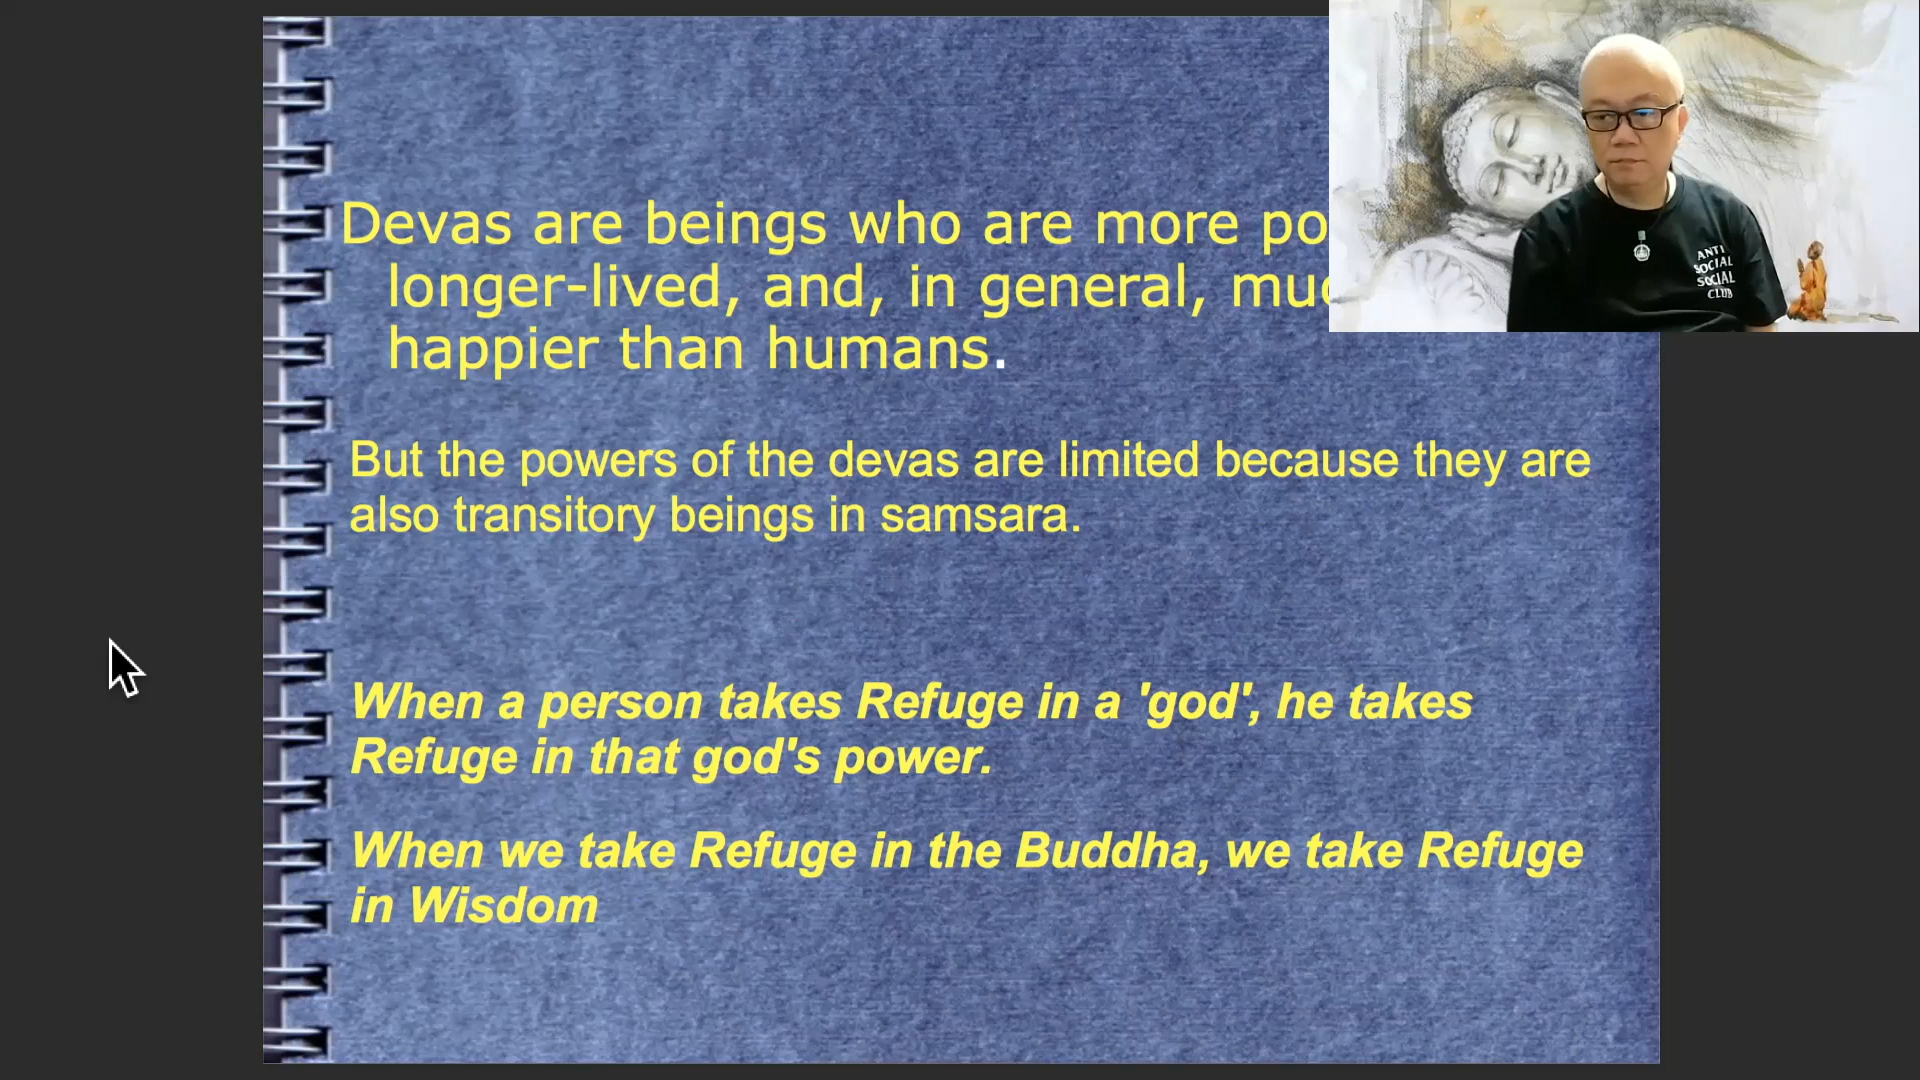 Devas are beings who are more
longer-lived, and, in general,
happier than humans.
But the powers of the devas are limited because they are
also transitory beings in samsara.
When a person takes Refuge in a 'god', he takes
Refuge in that god's power.
When we take Refuge in the Buddha, we take Refuge
in Wisdom
ANTI
SOCIAL
SOCIAL
CLUB